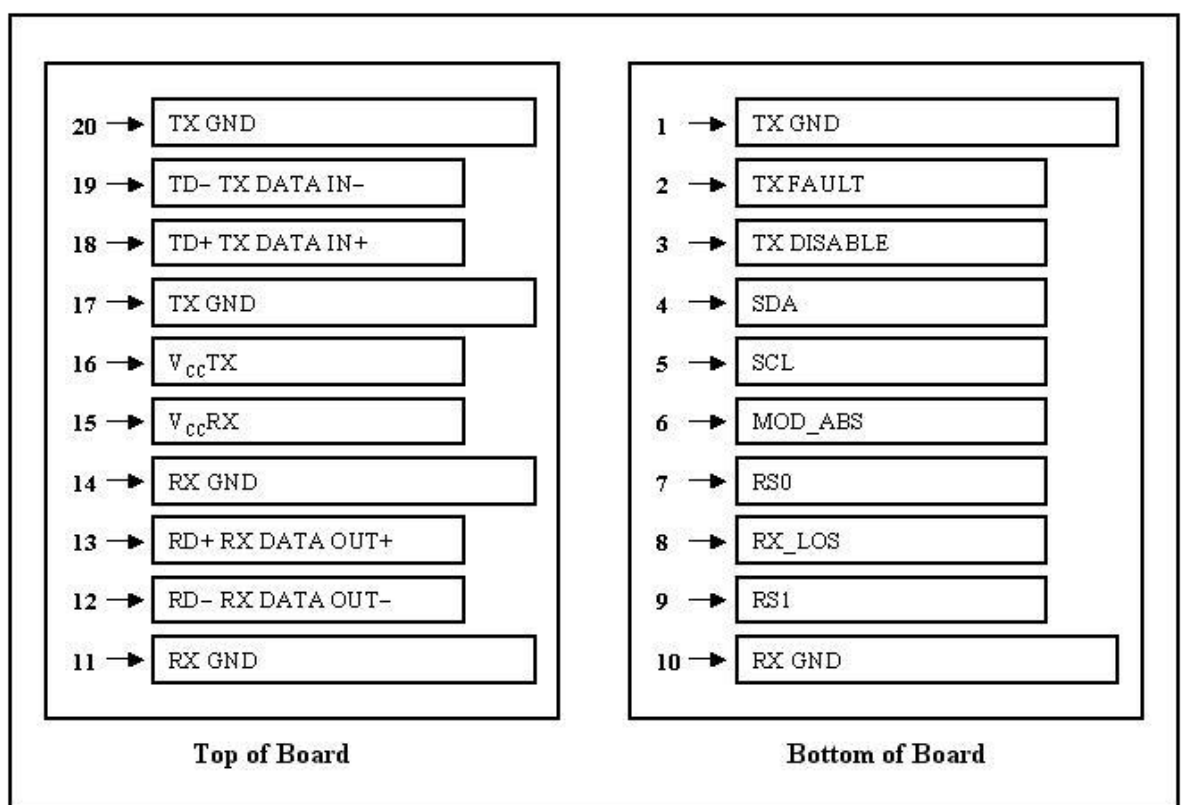 20 TX GND
19 TD− TX DATA IN−
18 TD+ TX DATA IN+
17 TX GND
16 VCCTX
15 VCCRX
14 RX GND
13 RD+ RX DATA OUT+
12 RD− RX DATA OUT−
11 RX GND
Top of Board
1 TX GND
2 TX FAULT
3 TX DISABLE
4 SDA
5 SCL
6 MOD_ABS
7 RS0
8 RX_LOS
9 RS1
10 RX GND
Bottom of Board